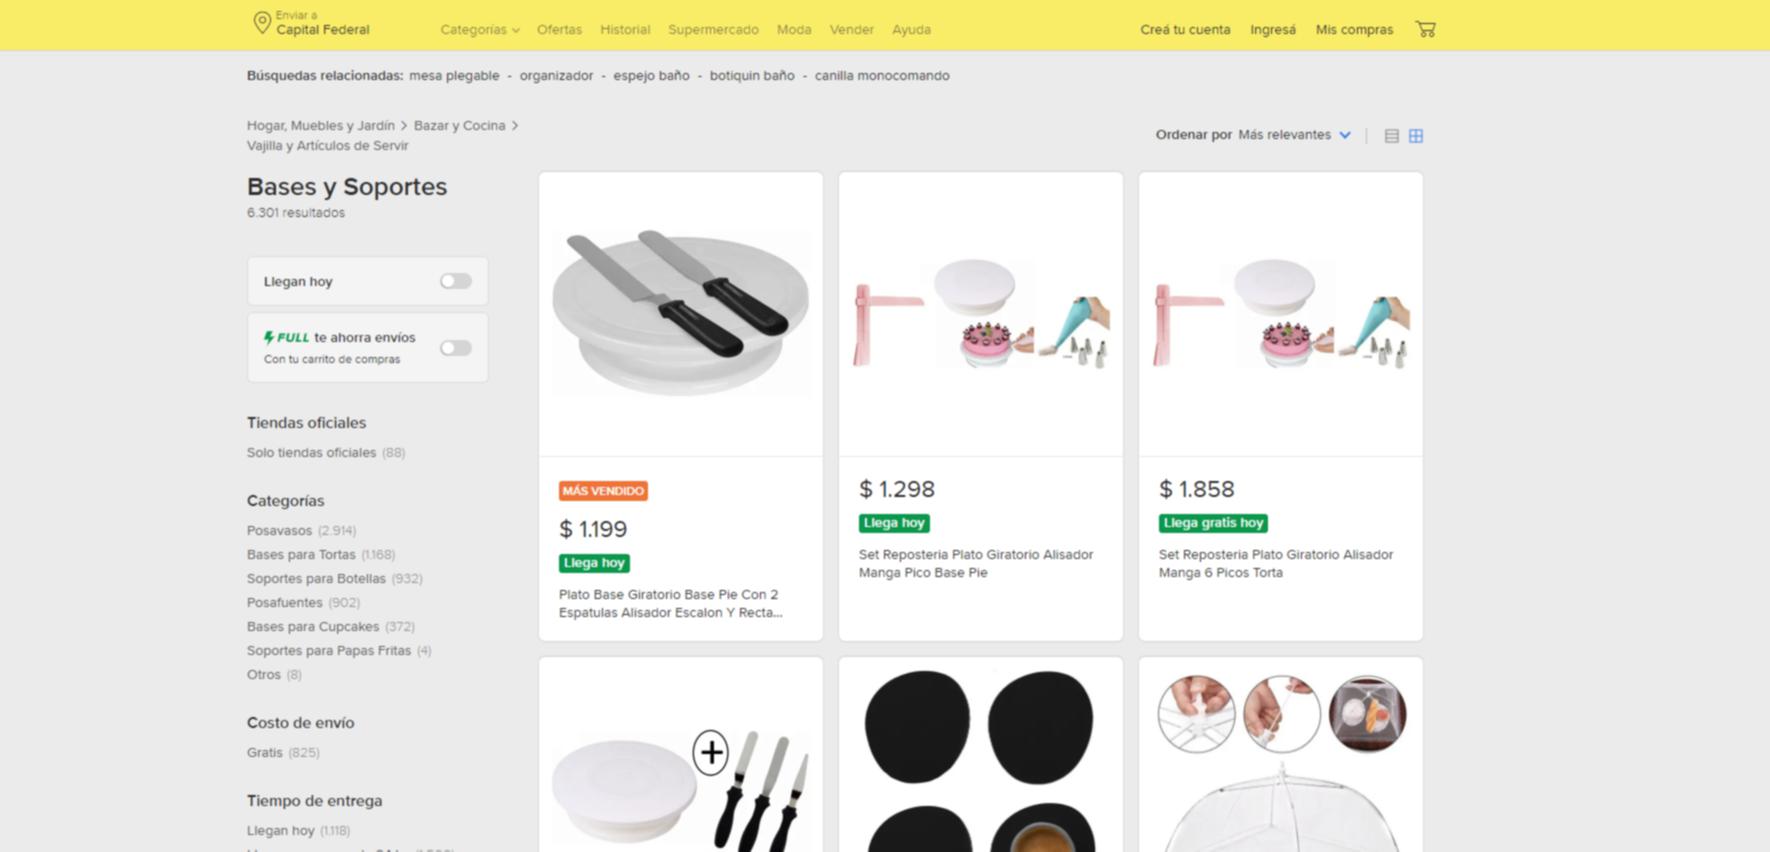 Enviar a
Capital Federal
Categorías
Ofertas
Historial
Supermercado
Moda
Vender
Ayuda
Creá tu cuenta
Ingresá
Mis compras
Búsquedas relacionadas: mesa plegable - organizador - espejo baño - botiquin baño - canilla monocomando
Hogar, Muebles y Jardín > Bazar y Cocina >
Vajilla y Artículos de Servir
Ordenar por Más relevantes
Bases y Soportes
6.301 resultados
Llegan hoy
FULL te ahorra envíos
Con tu carrito de compras
Tiendas oficiales
Solo tiendas oficiales (88)
Categorías
Posavasos (2.914)
Bases para Tortas (1.168)
Soportes para Botellas (932)
Posafuentes (902)
Bases para Cupcakes (372)
Soportes para Papas Fritas (4)
Otros (8)
Costo de envío
Gratis (825)
Tiempo de entrega
Llegan hoy (1.118)
MÁS VENDIDO
$ 1.199
Llega hoy
Plato Base Giratorio Base Pie Con 2
Espatulas Alisador Escalon Y Recta...
$ 1.298
Llega hoy
Set Reposteria Plato Giratorio Alisador
Manga Pico Base Pie
$ 1.858
Llega gratis hoy
Set Reposteria Plato Giratorio Alisador
Manga 6 Picos Torta